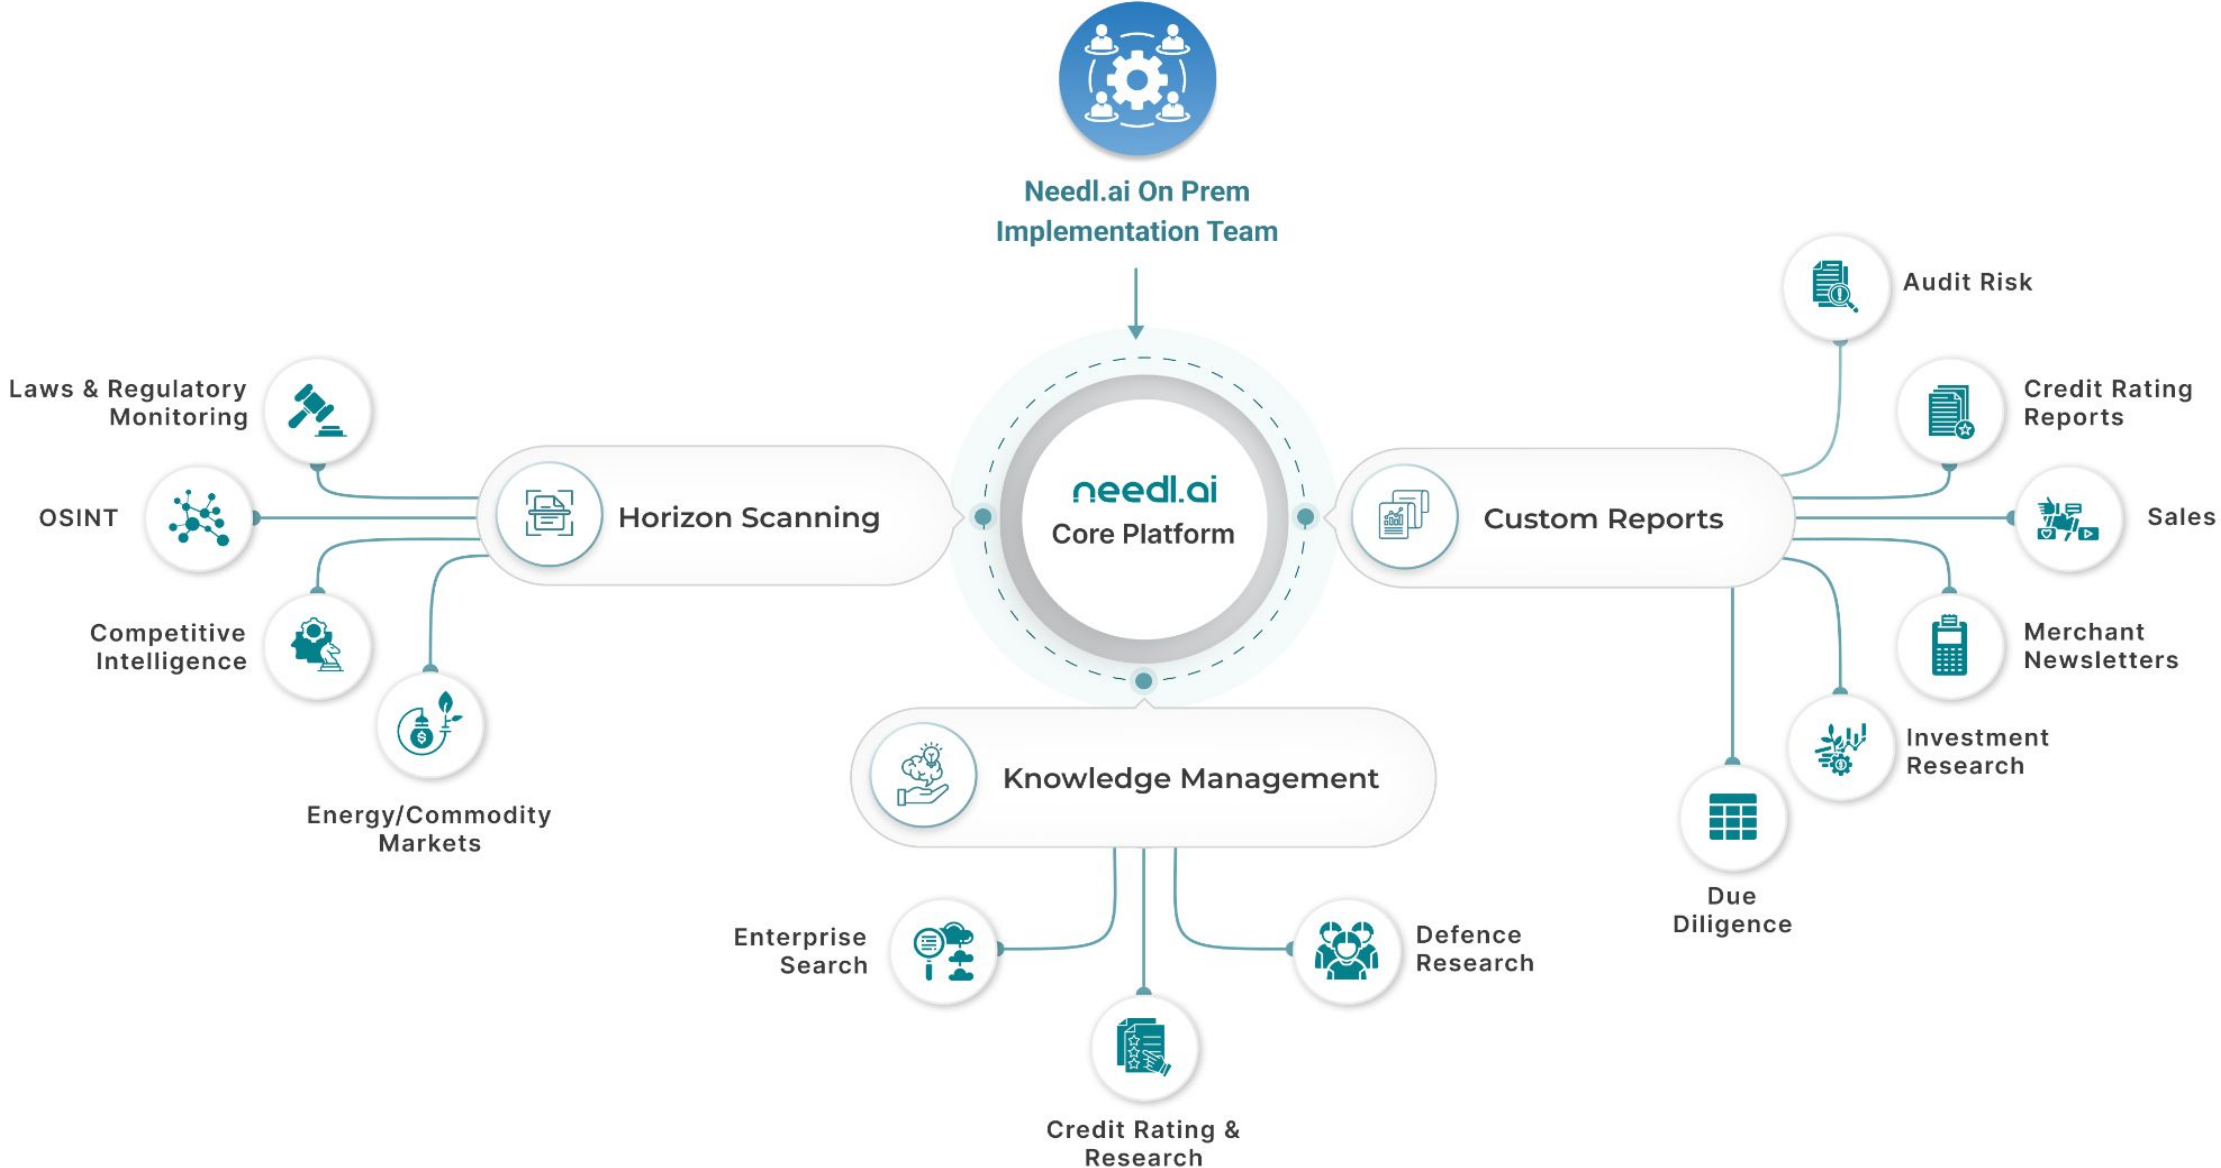 Needl.ai On Prem
Implementation Team
needl.ai
Core Platform
Horizon Scanning
Laws & Regulatory
Monitoring
OSINT
Competitive
Intelligence
Energy/Commodity
Markets
Custom Reports
Audit Risk
Credit Rating
Reports
Sales
Merchant
Newsletters
Investment
Research
Due
Diligence
Knowledge Management
Enterprise
Search
Credit Rating &
Research
Defence
Research